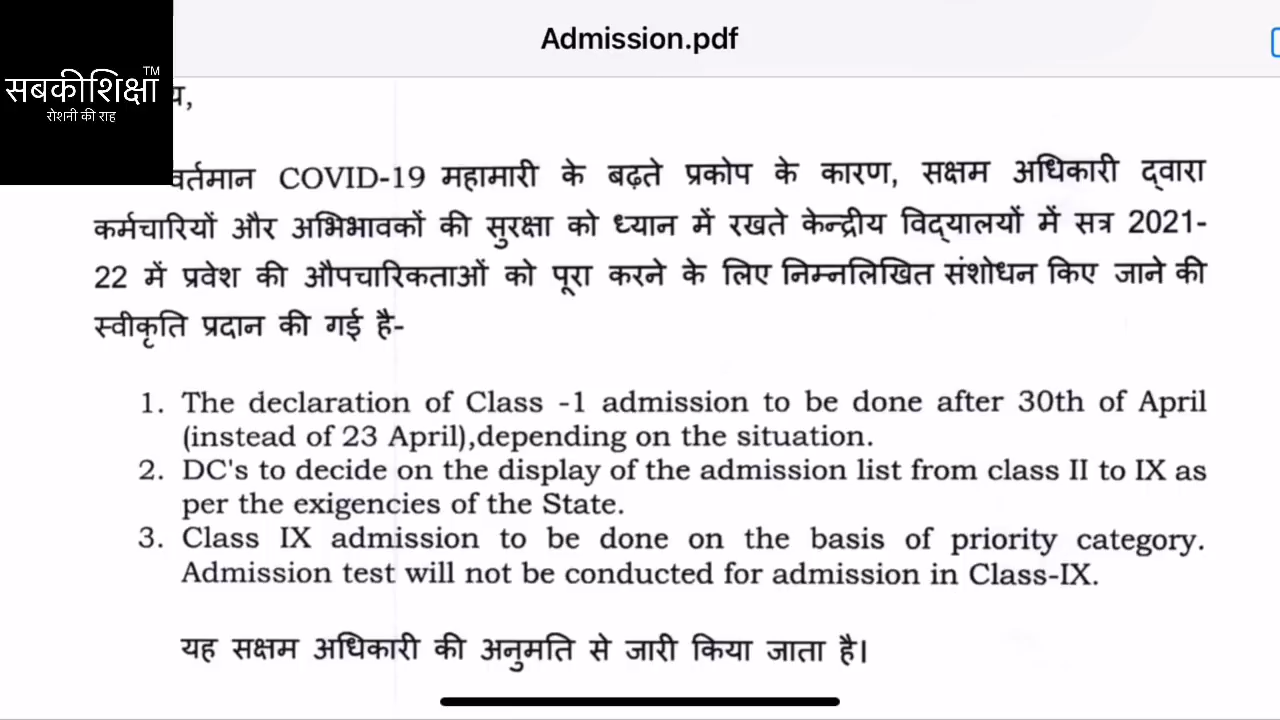 Admission.pdf
सबकीशिक्षा™
रोशनी की राह
वर्तमान COVID-19 महामारी के बढ़ते प्रकोप के कारण, सक्षम अधिकारी द्वारा
कर्मचारियों और अभिभावकों की सुरक्षा को ध्यान में रखते केन्द्रीय विद्यालयों में सत्र 2021-
22 में प्रवेश की औपचारिकताओं को पूरा करने के लिए निम्नलिखित संशोधन किए जाने की
स्वीकृति प्रदान की गई है-
1. The declaration of Class -1 admission to be done after 30th of April
(instead of 23 April),depending on the situation.
2. DC's to decide on the display of the admission list from class II to IX as
per the exigencies of the State.
3. Class IX admission to be done on the basis of priority category.
Admission test will not be conducted for admission in Class-IX.
यह सक्षम अधिकारी की अनुमति से जारी किया जाता है।